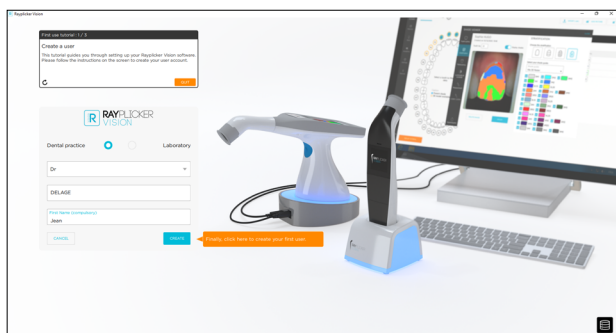 Rayplicker Vision
First use tutorial : 1 / 3
Create a user
This tutorial guides you through setting up your Rayplicker Vision software.
Please follow the instructions on the screen to create your user account.
QUIT
RAYPLICKER
VISION
Dental practice
Laboratory
Dr
DELAGE
First Name (compulsory)
Jean
CANCEL
CREATE
Finally, click here to create your first user.